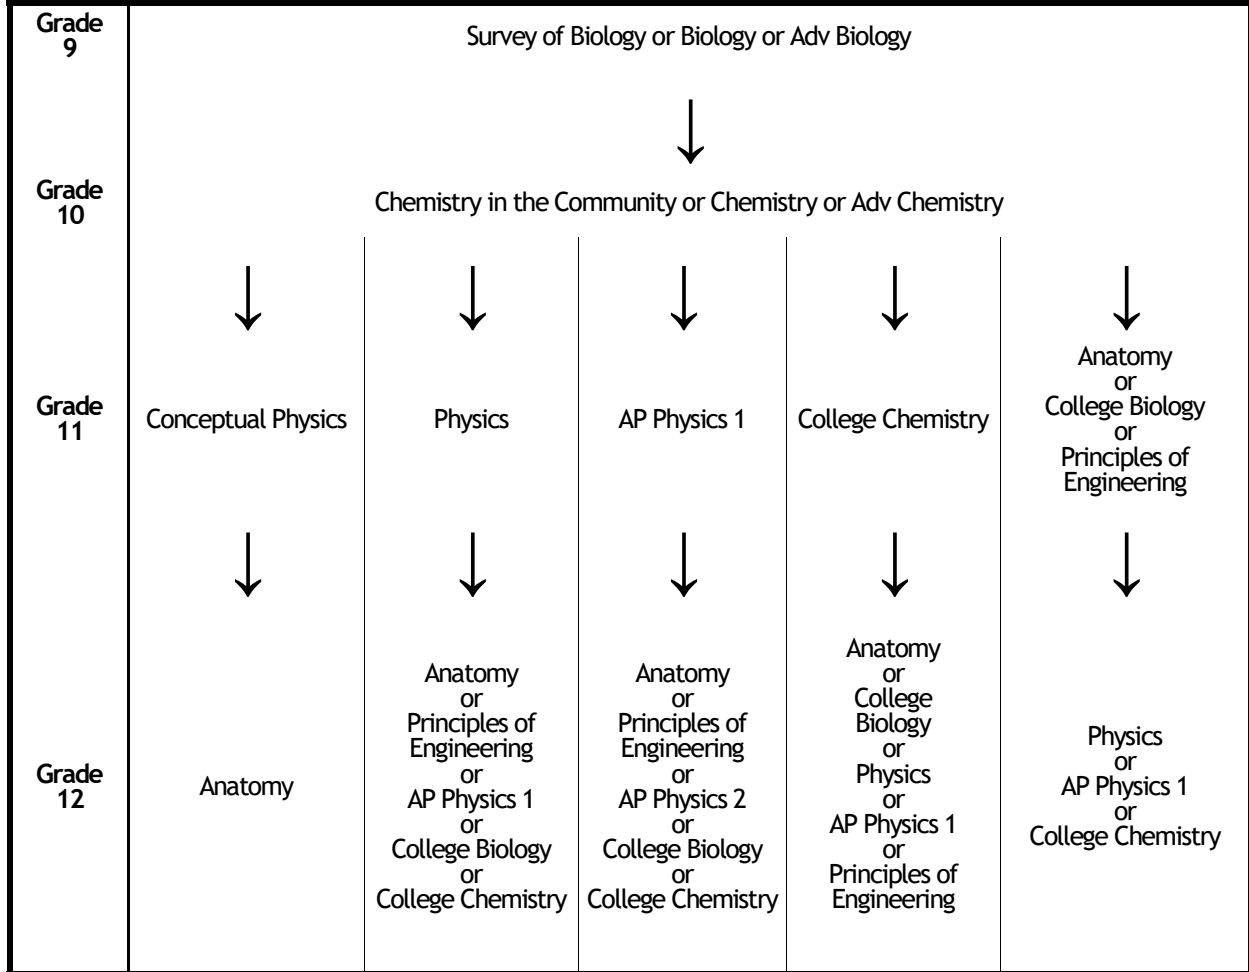 Grade
9
Survey of Biology or Biology or Adv Biology
Grade
10
Chemistry in the Community or Chemistry or Adv Chemistry
Grade
11
Conceptual Physics
Physics
AP Physics 1
College Chemistry
Anatomy
or
College Biology
or
Principles of
Engineering
Grade
12
Anatomy
Anatomy
or
Principles of
Engineering
or
AP Physics 1
or
College Biology
or
College Chemistry
Anatomy
or
Principles of
Engineering
or
AP Physics 2
or
College Biology
or
College Chemistry
Anatomy
or
College
Biology
or
Physics
or
AP Physics 1
or
Principles of
Engineering
Physics
or
AP Physics 1
or
College Chemistry